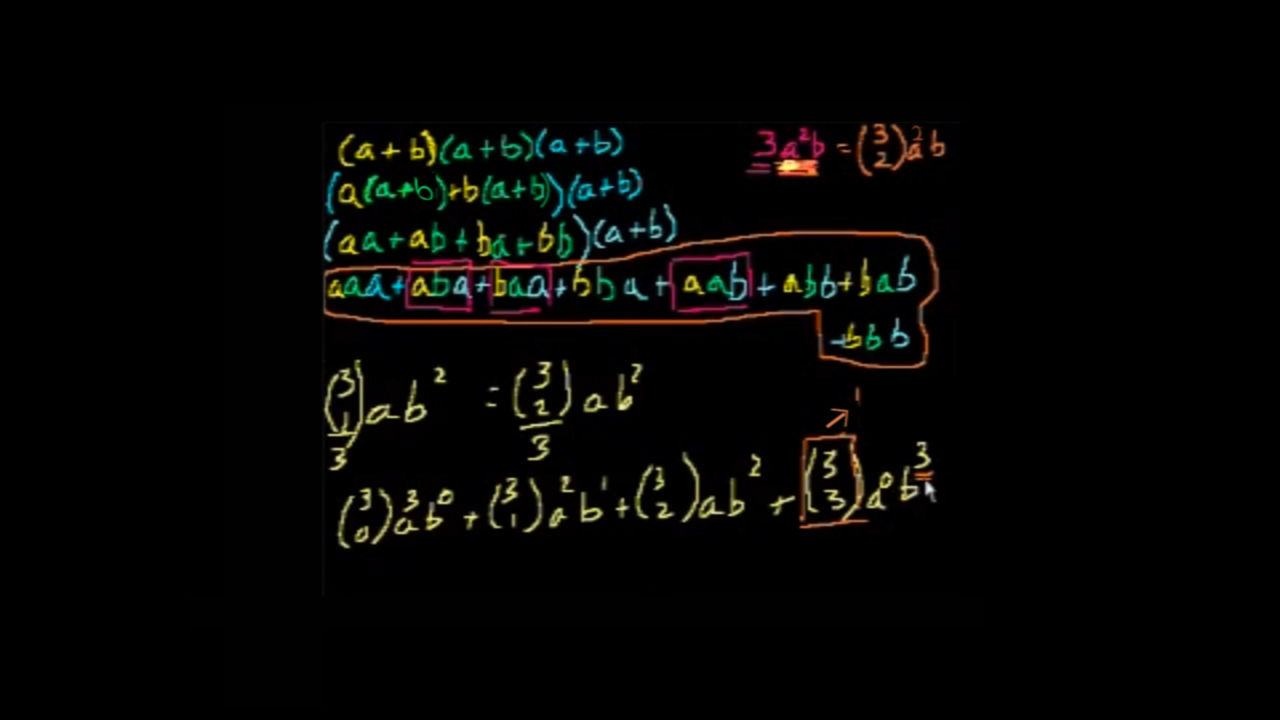 (a+b)(a+b)(a+b)
3a²b = (3 2)a²b
(a(a+b)+b(a+b))(a+b)
(aa+ab+ba+bb)(a+b)
aaa+aba+baa+bba+aab+abb+bab
+bbb
(3 1)ab² = (3 2)ab²
3 3
1
(3 0)a³b⁰ + (3 1)a²b¹ + (3 2)ab² + (3 3)a⁰b³